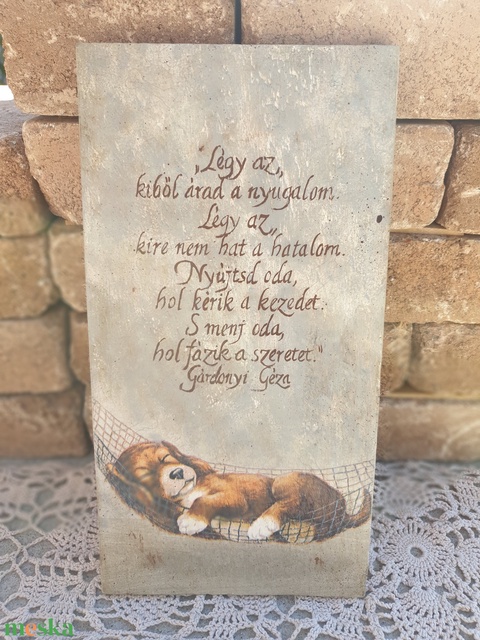 „Légy az,
kiből árad a nyugalom.
Légy az,
kire nem hat a hatalom.
Nyújtsd oda,
hol kérik a kezedet.
S menj oda,
hol fázik a szeretet."
Gárdonyi Géza
meska